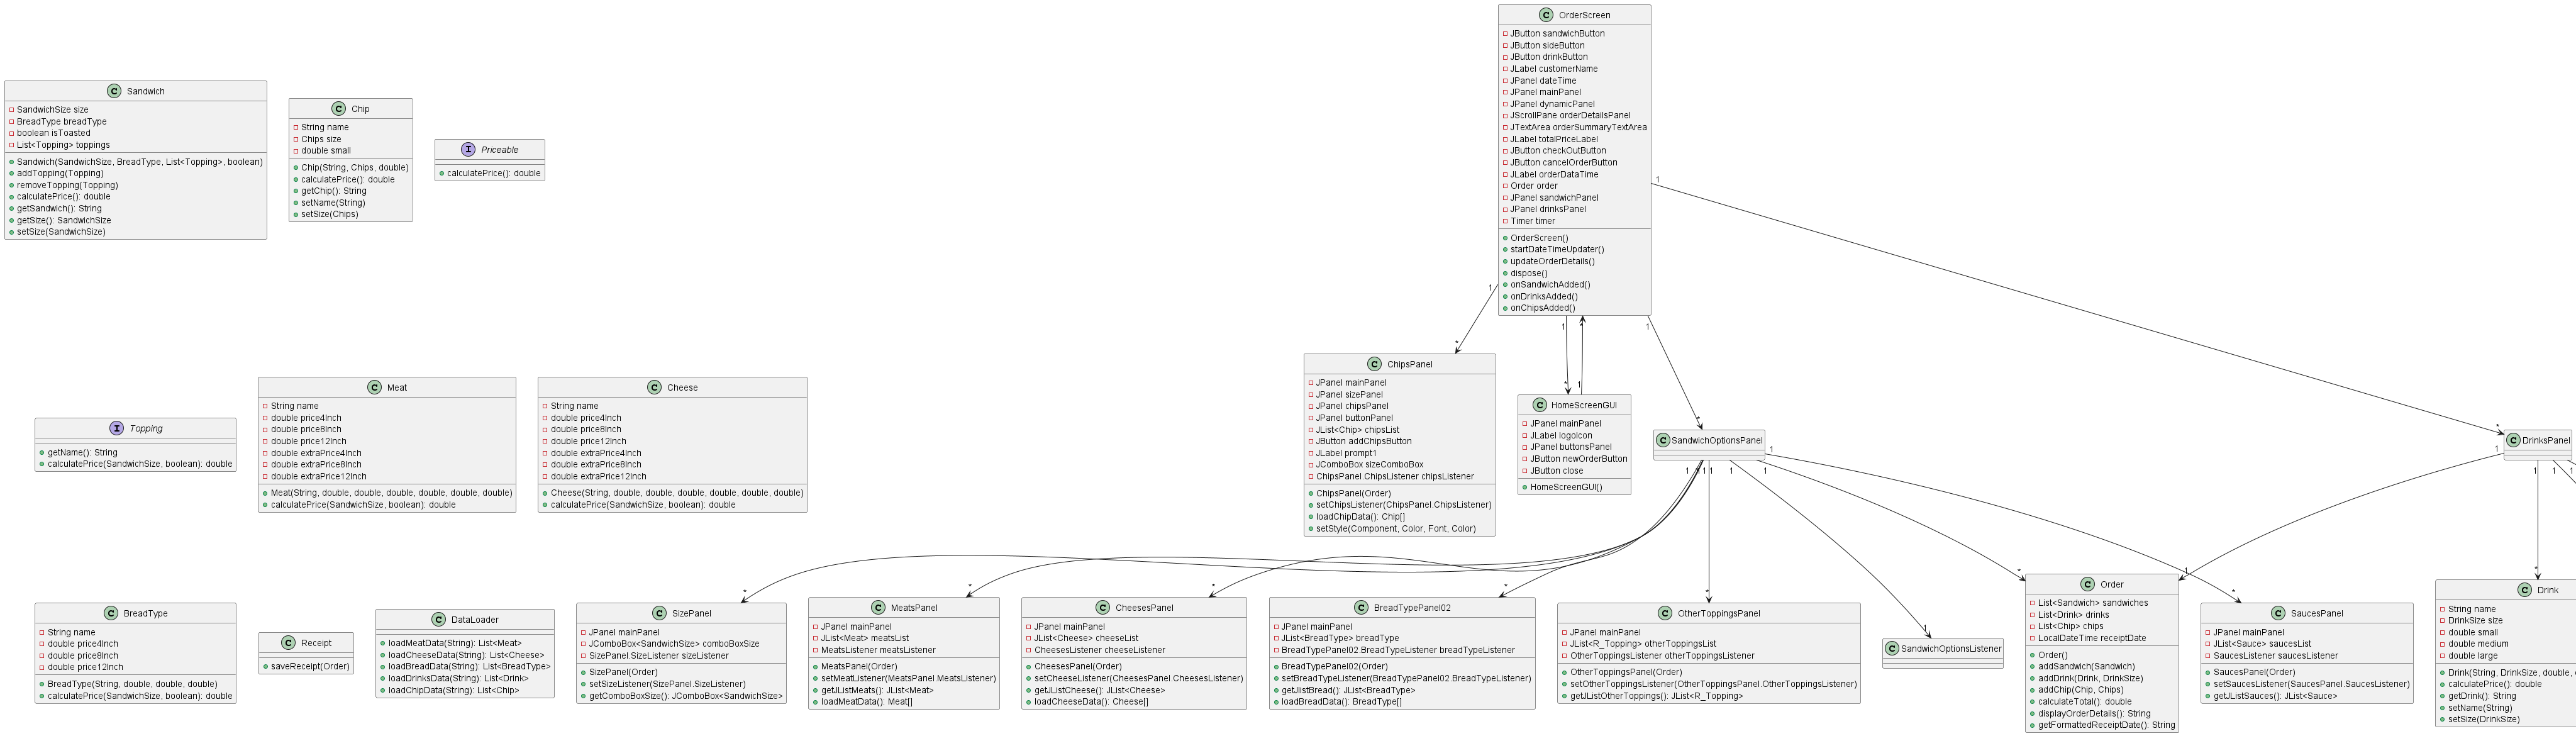 C OrderScreen
JButton sandwichButton
JButton sideButton
JButton drinkButton
JLabel customerName
JPanel dateTime
JPanel mainPanel
JPanel dynamicPanel
JScrollPane orderDetailsPanel
JTextArea orderSummaryTextArea
JLabel totalPriceLabel
JButton checkOutButton
JButton cancelOrderButton
JLabel orderDataTime
Order order
JPanel sandwichPanel
JPanel drinksPanel
Timer timer
OrderScreen()
startDateTimeUpdater()
updateOrderDetails()
dispose()
onSandwichAdded()
onDrinksAdded()
onChipsAdded()
C Sandwich
SandwichSize size
BreadType breadType
boolean isToasted
List<Topping> toppings
Sandwich(SandwichSize, BreadType, List<Topping>, boolean)
addTopping(Topping)
removeTopping(Topping)
calculatePrice(): double
getSandwich(): String
getSize(): SandwichSize
setSize(SandwichSize)
C Chip
String name
Chips size
double small
Chip(String, Chips, double)
calculatePrice(): double
getChip(): String
setName(String)
setSize(Chips)
I Priceable
calculatePrice(): double
1
1
1
1
*
*
*
1
*
*
I Topping
getName(): String
calculatePrice(SandwichSize, boolean): double
C Meat
String name
double price4Inch
double price8Inch
double price12Inch
double extraPrice4Inch
double extraPrice8Inch
double extraPrice12Inch
Meat(String, double, double, double, double, double, double)
calculatePrice(SandwichSize, boolean): double
C Cheese
String name
double price4Inch
double price8Inch
double price12Inch
double extraPrice4Inch
double extraPrice8Inch
double extraPrice12Inch
Cheese(String, double, double, double, double, double, double)
calculatePrice(SandwichSize, boolean): double
C ChipsPanel
JPanel mainPanel
JPanel sizePanel
JPanel chipsPanel
JPanel buttonPanel
JList<Chip> chipsList
JButton addChipsButton
JLabel prompt1
JComboBox sizeComboBox
ChipsPanel.ChipsListener chipsListener
ChipsPanel(Order)
setChipsListener(ChipsPanel.ChipsListener)
loadChipData(): Chip[]
setStyle(Component, Color, Font, Color)
C HomeScreenGUI
JPanel mainPanel
JLabel logoIcon
JPanel buttonsPanel
JButton newOrderButton
JButton close
HomeScreenGUI()
C SandwichOptionsPanel
C DrinksPanel
1
1
1
1
1
1
1
1
1
1
*
*
*
*
*
*
1
*
1
*
C BreadType
String name
double price4Inch
double price8Inch
double price12Inch
BreadType(String, double, double, double)
calculatePrice(SandwichSize, boolean): double
C Receipt
saveReceipt(Order)
C DataLoader
loadMeatData(String): List<Meat>
loadCheeseData(String): List<Cheese>
loadBreadData(String): List<BreadType>
loadDrinksData(String): List<Drink>
loadChipData(String): List<Chip>
C SizePanel
JPanel mainPanel
JComboBox<SandwichSize> comboBoxSize
SizePanel.SizeListener sizeListener
SizePanel(Order)
setSizeListener(SizePanel.SizeListener)
getComboBoxSize(): JComboBox<SandwichSize>
C MeatsPanel
JPanel mainPanel
JList<Meat> meatsList
MeatsListener meatsListener
MeatsPanel(Order)
setMeatListener(MeatsPanel.MeatsListener)
getJListMeats(): JList<Meat>
loadMeatData(): Meat[]
C CheesesPanel
JPanel mainPanel
JList<Cheese> cheeseList
CheesesListener cheeseListener
CheesesPanel(Order)
setCheeseListener(CheesesPanel.CheesesListener)
getJListCheese(): JList<Cheese>
loadCheeseData(): Cheese[]
C BreadTypePanel02
JPanel mainPanel
JList<BreadType> breadType
BreadTypePanel02.BreadTypeListener breadTypeListener
BreadTypePanel02(Order)
setBreadTypeListener(BreadTypePanel02.BreadTypeListener)
getJlistBread(): JList<BreadType>
loadBreadData(): BreadType[]
C OtherToppingsPanel
JPanel mainPanel
JList<R_Topping> otherToppingsList
OtherToppingsListener otherToppingsListener
OtherToppingsPanel(Order)
setOtherToppingsListener(OtherToppingsPanel.OtherToppingsListener)
getJListOtherToppings(): JList<R_Topping>
C SandwichOptionsListener
C Order
List<Sandwich> sandwiches
List<Drink> drinks
List<Chip> chips
LocalDateTime receiptDate
Order()
addSandwich(Sandwich)
addDrink(Drink, DrinkSize)
addChip(Chip, Chips)
calculateTotal(): double
displayOrderDetails(): String
getFormattedReceiptDate(): String
C SaucesPanel
JPanel mainPanel
JList<Sauce> saucesList
SaucesListener saucesListener
SaucesPanel(Order)
setSaucesListener(SaucesPanel.SaucesListener)
getJListSauces(): JList<Sauce>
C Drink
String name
DrinkSize size
double small
double medium
double large
Drink(String, DrinkSize, double,
calculatePrice(): double
getDrink(): String
setName(String)
setSize(DrinkSize)